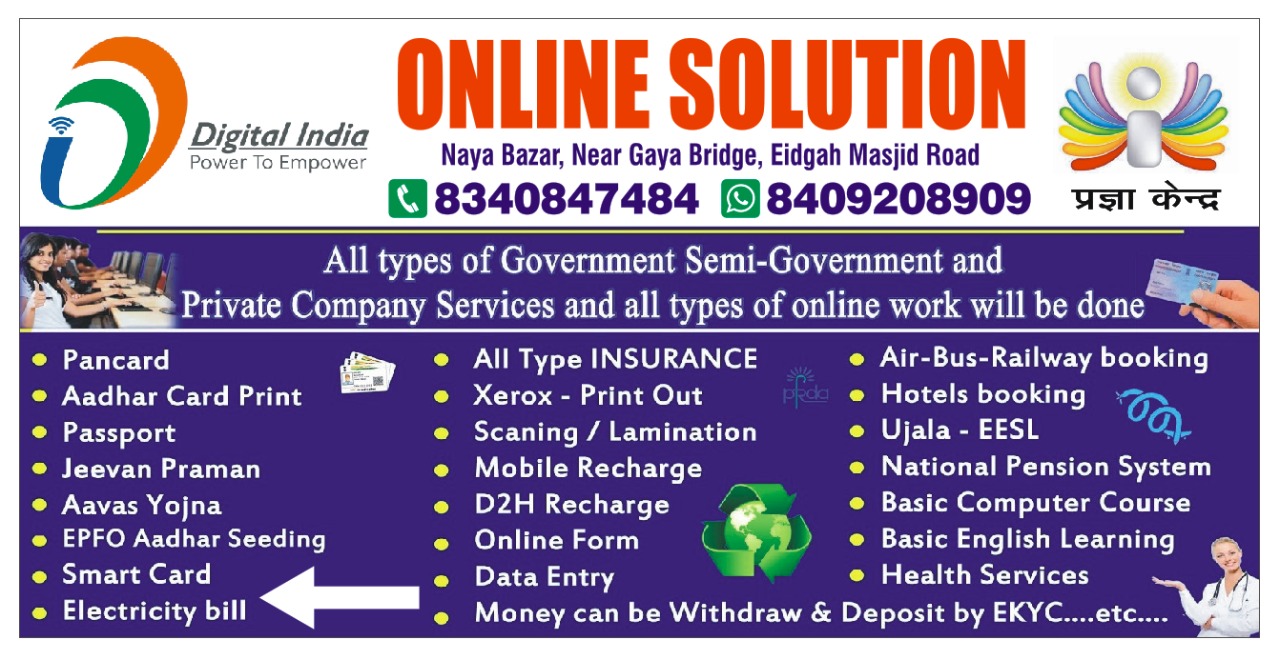 ONLINE SOLUTION
Digital India
Power To Empower
Naya Bazar, Near Gaya Bridge, Eidgah Masjid Road
8340847484 8409208909
प्रज्ञा केन्द्र
All types of Government Semi-Government and
Private Company Services and all types of online work will be done
Pancard
Aadhar Card Print
Passport
Jeevan Praman
Aavas Yojna
EPFO Aadhar Seeding
Smart Card
Electricity bill
All Type INSURANCE
Xerox - Print Out
Scaning / Lamination
Mobile Recharge
D2H Recharge
Online Form
Data Entry
Money can be Withdraw & Deposit by EKYC....etc....
pfrda
Air-Bus-Railway booking
Hotels booking
Ujala - EESL
National Pension System
Basic Computer Course
Basic English Learning
Health Services